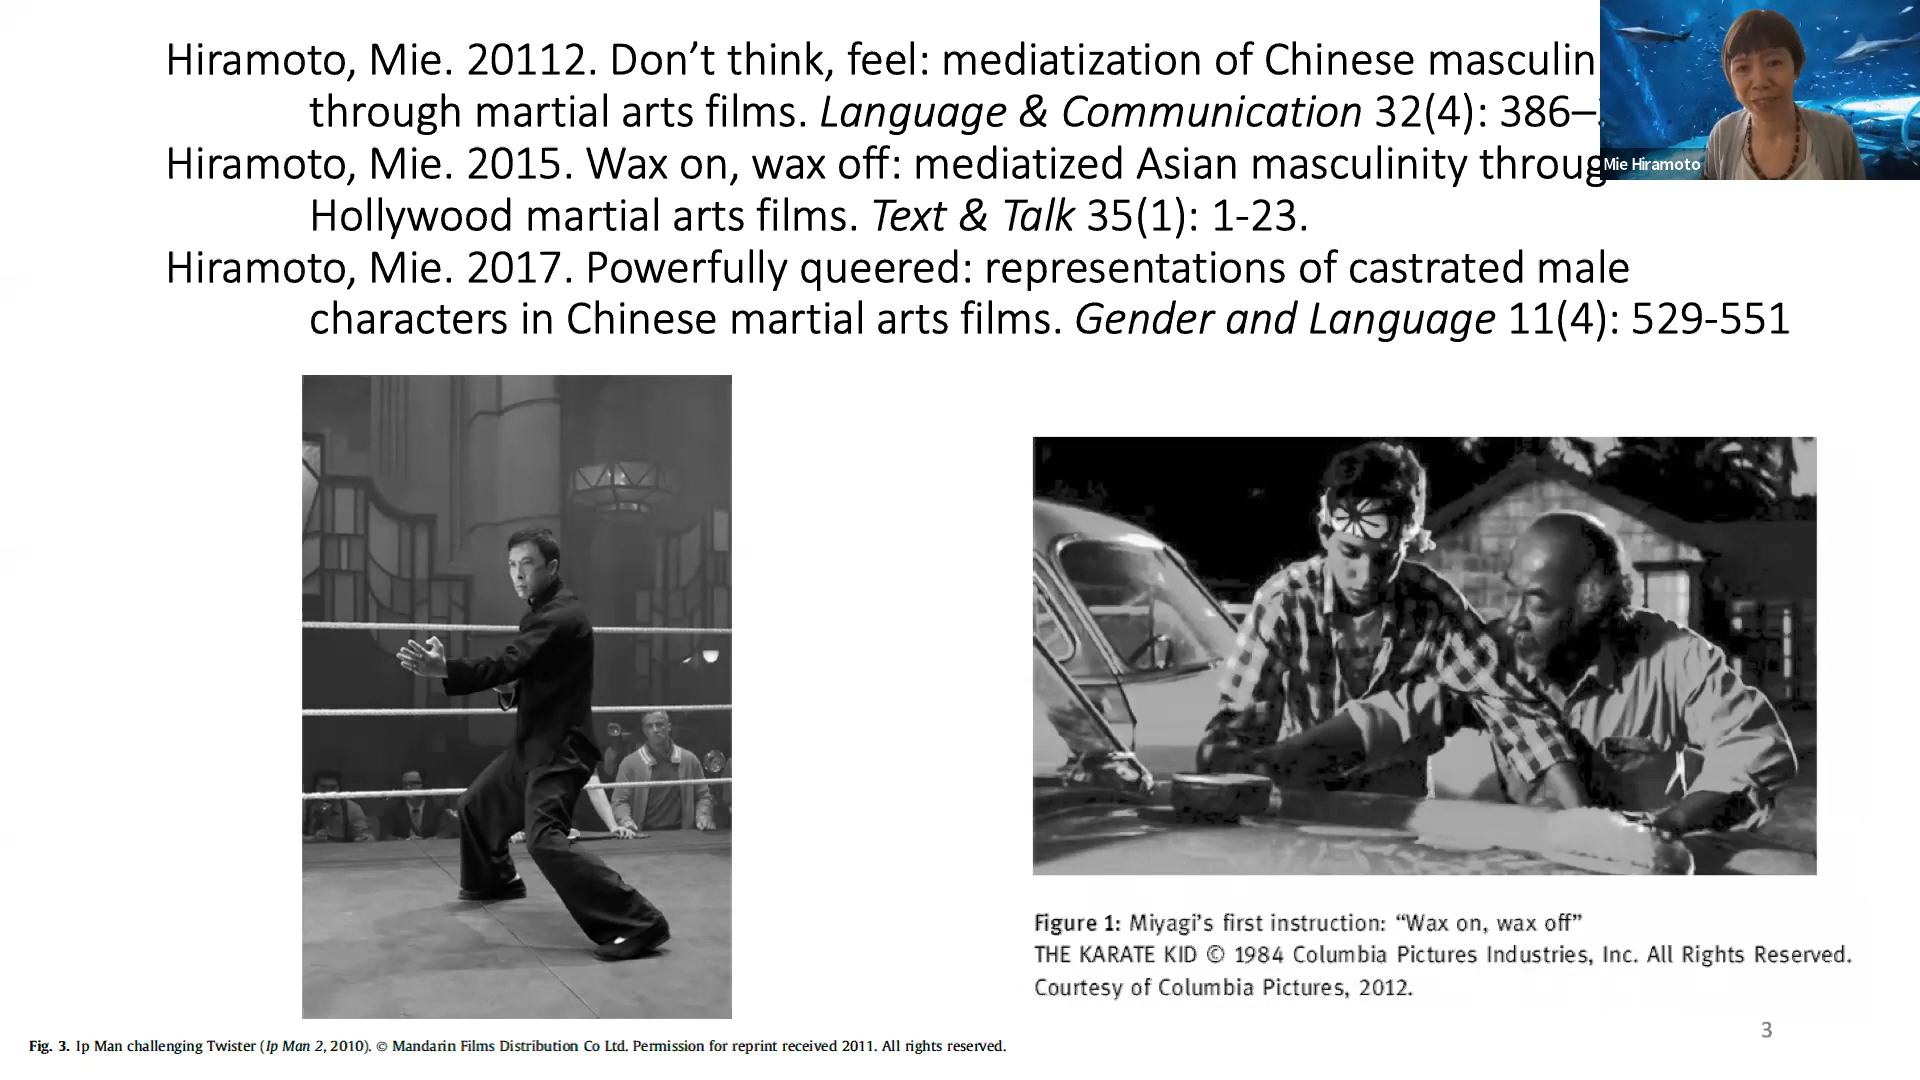 Hiramoto, Mie. 20112. Don’t think, feel: mediatization of Chinese masculin
through martial arts films. Language & Communication 32(4): 386–
Hiramoto, Mie. 2015. Wax on, wax off: mediatized Asian masculinity throug
Mie Hiramoto
Hollywood martial arts films. Text & Talk 35(1): 1-23.
Hiramoto, Mie. 2017. Powerfully queered: representations of castrated male
characters in Chinese martial arts films. Gender and Language 11(4): 529-551
Figure 1: Miyagi’s first instruction: “Wax on, wax off”
THE KARATE KID © 1984 Columbia Pictures Industries, Inc. All Rights Reserved.
Courtesy of Columbia Pictures, 2012.
3
Fig. 3. Ip Man challenging Twister (Ip Man 2, 2010). © Mandarin Films Distribution Co Ltd. Permission for reprint received 2011. All rights reserved.